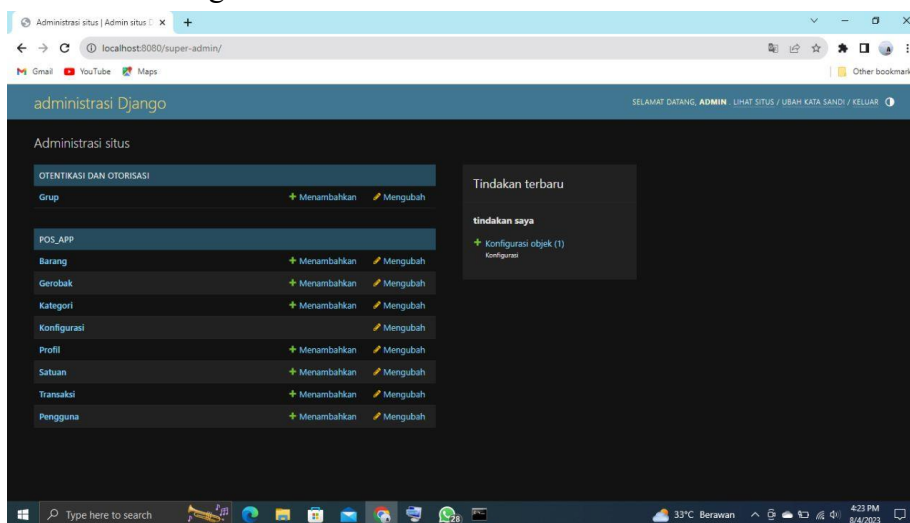 Administrasi situs | Admin situs
localhost:8080/super-admin/
Gmail YouTube Maps Other bookmark
administrasi Django
SELAMAT DATANG, ADMIN . LIHAT SITUS / UBAH KATA SANDI / KELUAR
Administrasi situs
OTENTIKASI DAN OTORISASI
Grup + Menambahkan Mengubah
POS_APP
Barang + Menambahkan Mengubah
Gerobak + Menambahkan Mengubah
Kategori + Menambahkan Mengubah
Konfigurasi Mengubah
Profil + Menambahkan Mengubah
Satuan + Menambahkan Mengubah
Transaksi + Menambahkan Mengubah
Pengguna + Menambahkan Mengubah
Tindakan terbaru
tindakan saya
+ Konfigurasi objek (1)
Konfigurasi
Type here to search
28
33°C Berawan
4:23 PM
8/4/2023